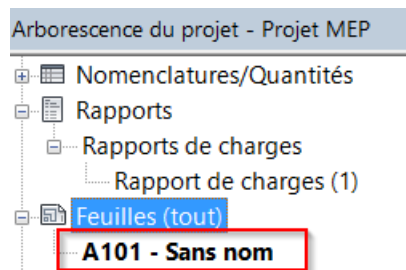 Arborescence du projet - Projet MEP
Nomenclatures/Quantités
Rapports
Rapports de charges
Rapport de charges (1)
Feuilles (tout)
A101 - Sans nom